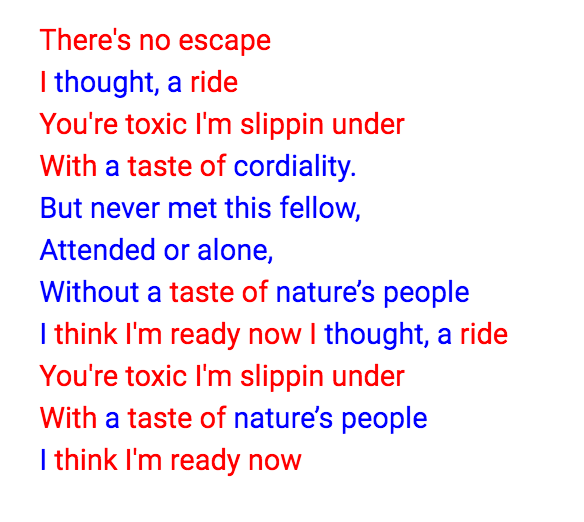 There's no escape
I thought, a ride
You're toxic I'm slippin under
With a taste of cordiality.
But never met this fellow,
Attended or alone,
Without a taste of nature’s people
I think I'm ready now I thought, a ride
You're toxic I'm slippin under
With a taste of nature’s people
I think I'm ready now